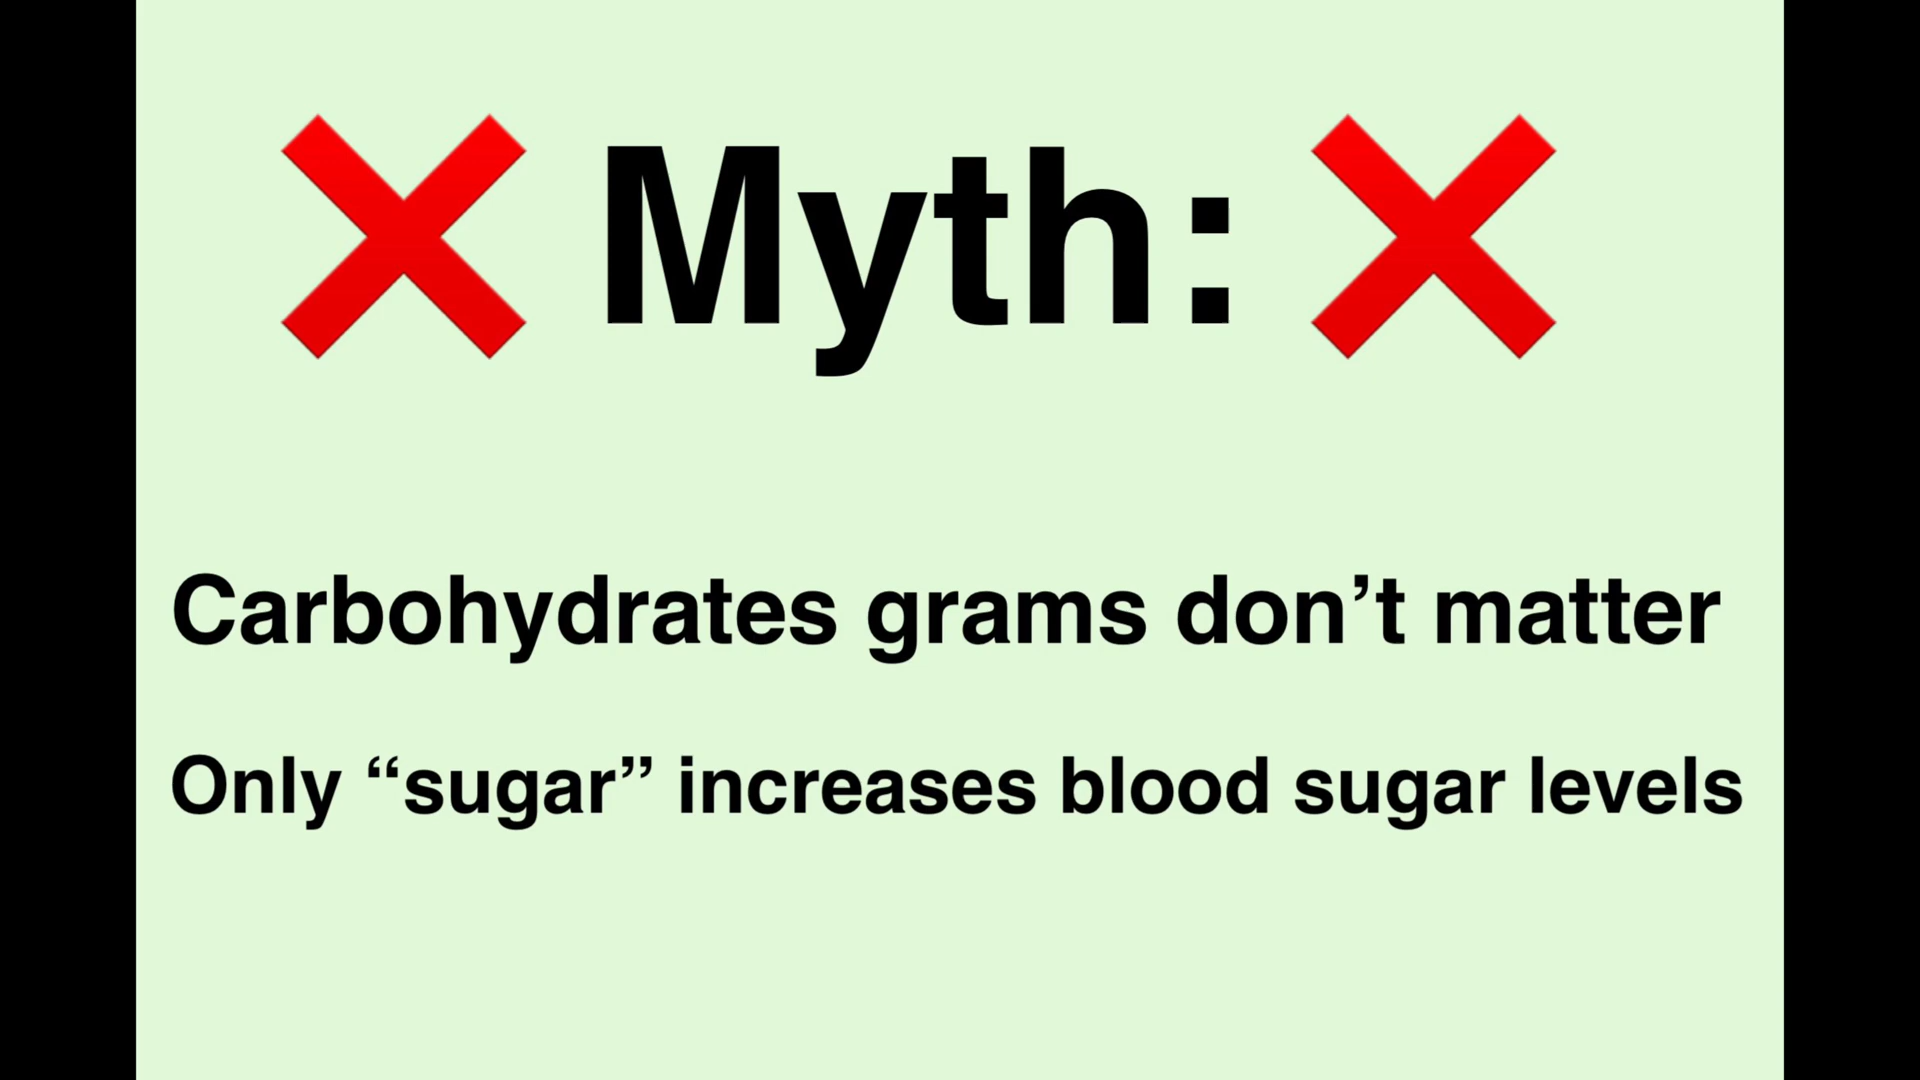 Myth:
Carbohydrates grams don’t matter
Only “sugar” increases blood sugar levels